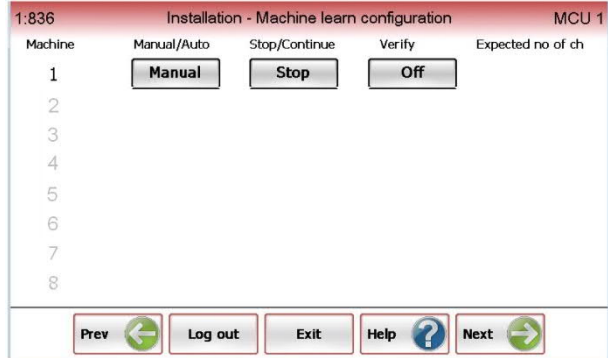 1:836 Installation - Machine learn configuration MCU 1
Machine Manual/Auto Stop/Continue Verify Expected no of ch
1 Manual Stop Off
2
3
4
5
6
7
8
Prev Log out Exit Help ? Next